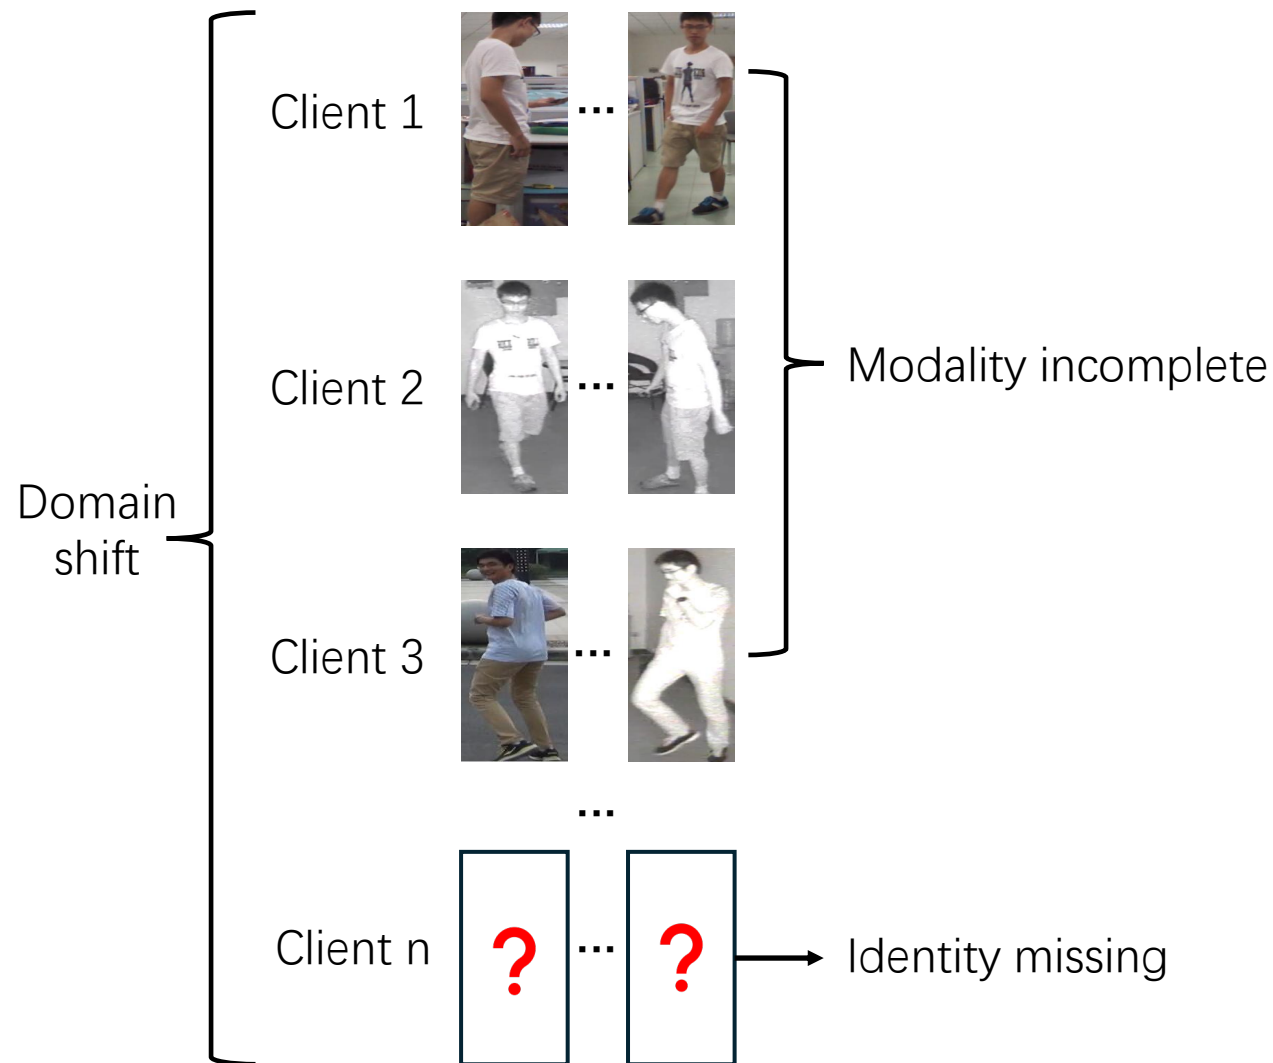 Client 1
...
Client 2
...
Modality incomplete
Domain
shift
Client 3
...
...
Client n
?
...
?
Identity missing